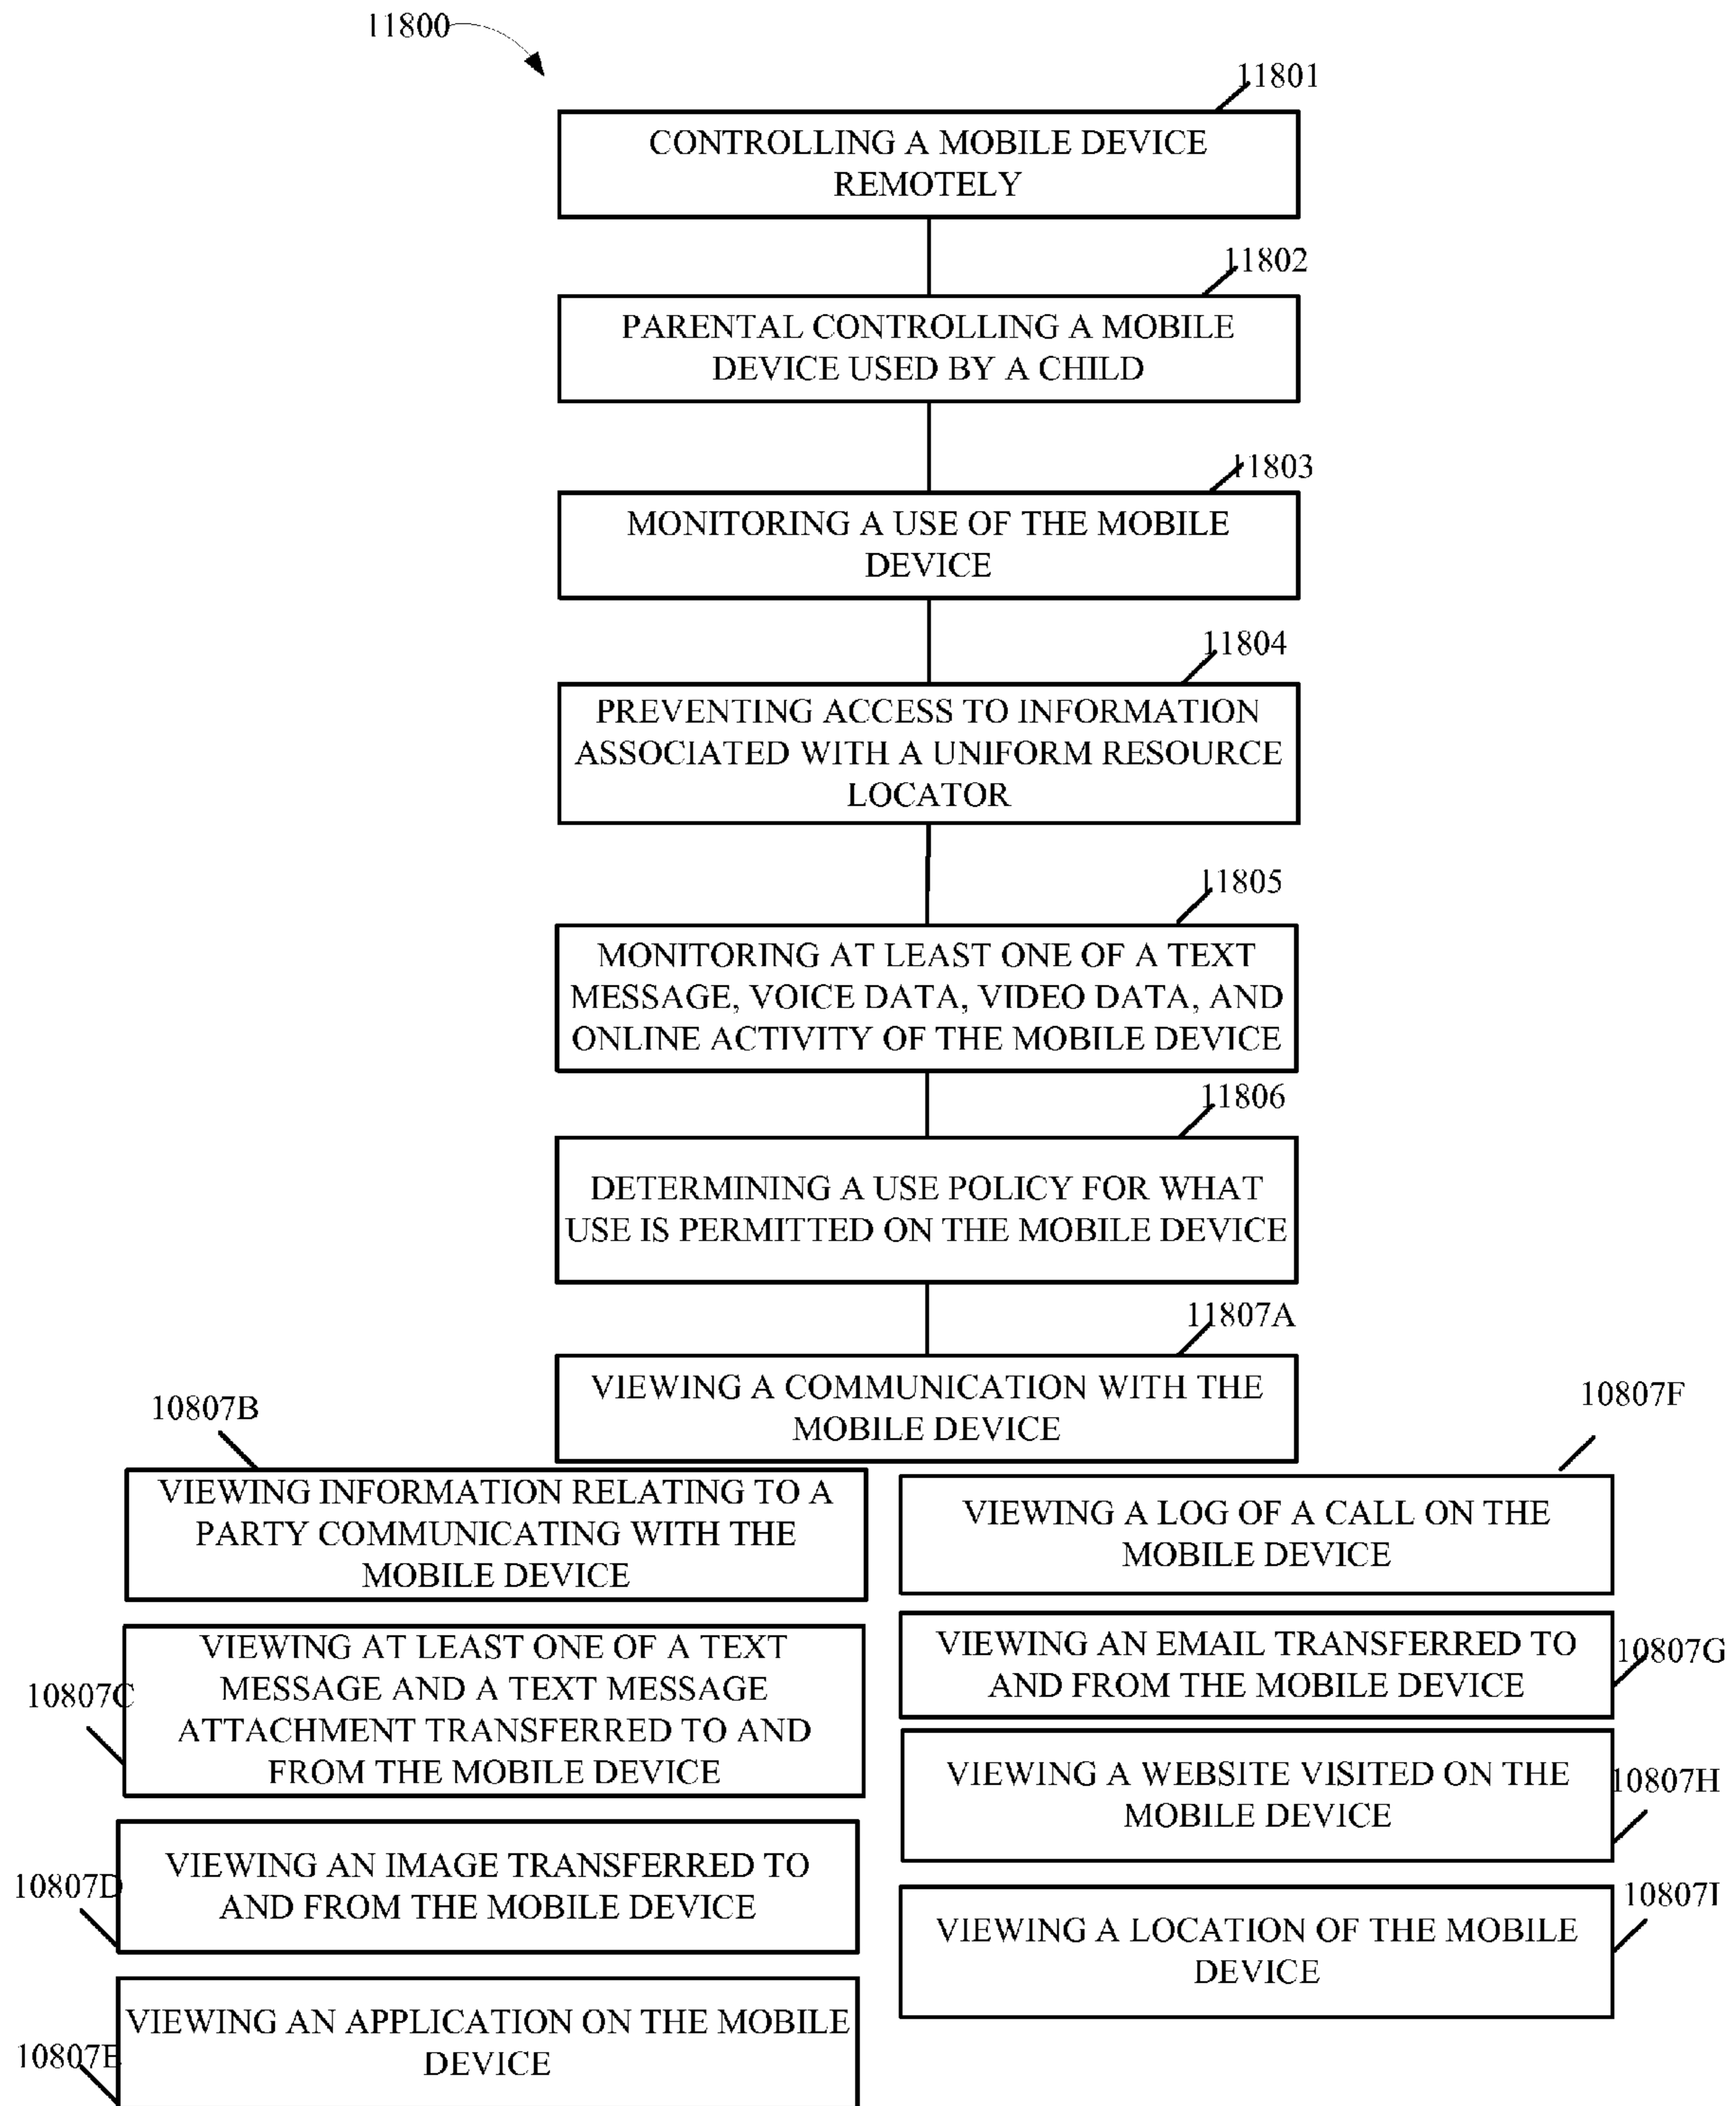 11800
11801
CONTROLLING A MOBILE DEVICE
REMOTELY
11802
PARENTAL CONTROLLING A MOBILE
DEVICE USED BY A CHILD
11803
MONITORING A USE OF THE MOBILE
DEVICE
11804
PREVENTING ACCESS TO INFORMATION
ASSOCIATED WITH A UNIFORM RESOURCE
LOCATOR
11805
MONITORING AT LEAST ONE OF A TEXT
MESSAGE, VOICE DATA, VIDEO DATA, AND
ONLINE ACTIVITY OF THE MOBILE DEVICE
11806
DETERMINING A USE POLICY FOR WHAT
USE IS PERMITTED ON THE MOBILE DEVICE
11807A
VIEWING A COMMUNICATION WITH THE
MOBILE DEVICE
10807B
VIEWING INFORMATION RELATING TO A
PARTY COMMUNICATING WITH THE
MOBILE DEVICE
10807C
VIEWING AT LEAST ONE OF A TEXT
MESSAGE AND A TEXT MESSAGE
ATTACHMENT TRANSFERRED TO AND
FROM THE MOBILE DEVICE
10807D
VIEWING AN IMAGE TRANSFERRED TO
AND FROM THE MOBILE DEVICE
10807E
VIEWING AN APPLICATION ON THE MOBILE
DEVICE
10807F
VIEWING A LOG OF A CALL ON THE
MOBILE DEVICE
10807G
VIEWING AN EMAIL TRANSFERRED TO
AND FROM THE MOBILE DEVICE
10807H
VIEWING A WEBSITE VISITED ON THE
MOBILE DEVICE
10807I
VIEWING A LOCATION OF THE MOBILE
DEVICE